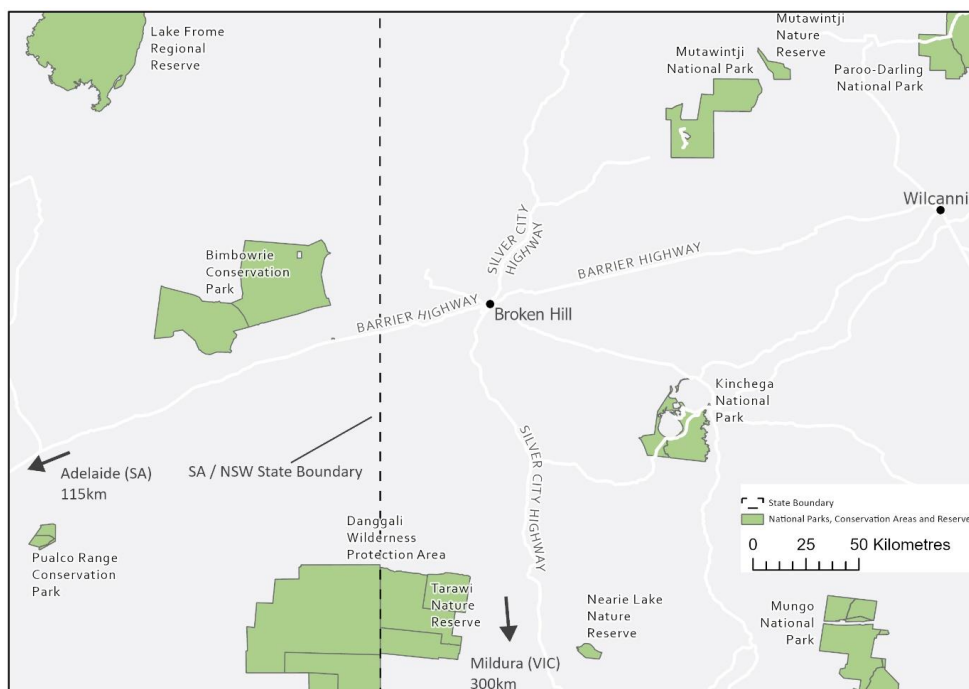 Lake Frome
Regional
Reserve
Mutawintji
Nature
Reserve
Mutawintji
National Park
Paroo-Darling
National Park
Wilcanni
SILVER CITY
HIGHWAY
BARRIER HIGHWAY
Bimbowrie
Conservation
Park
BARRIER HIGHWAY
Broken Hill
Kinchega
National
Park
SA / NSW State Boundary
Adelaide (SA)
115km
SILVER CITY HIGHWAY
State Boundary
National Parks, Conservation Areas and Reserve
0 25 50 Kilometres
Danggali
Wilderness
Protection Area
Pualco Range
Conservation
Park
Tarawi
Nature
Reserve
Nearie Lake
Nature
Reserve
Mungo
National
Park
Mildura (VIC)
300km